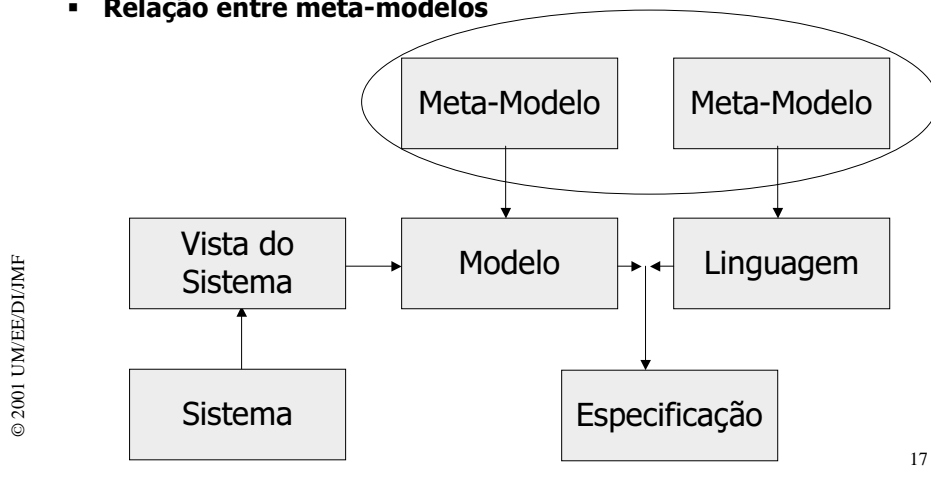 ▪ Relação entre meta-modelos
Meta-Modelo
Meta-Modelo
Vista do
Sistema
Modelo
Linguagem
Sistema
Especificação
© 2001 UM/EE/DI/JMF
17